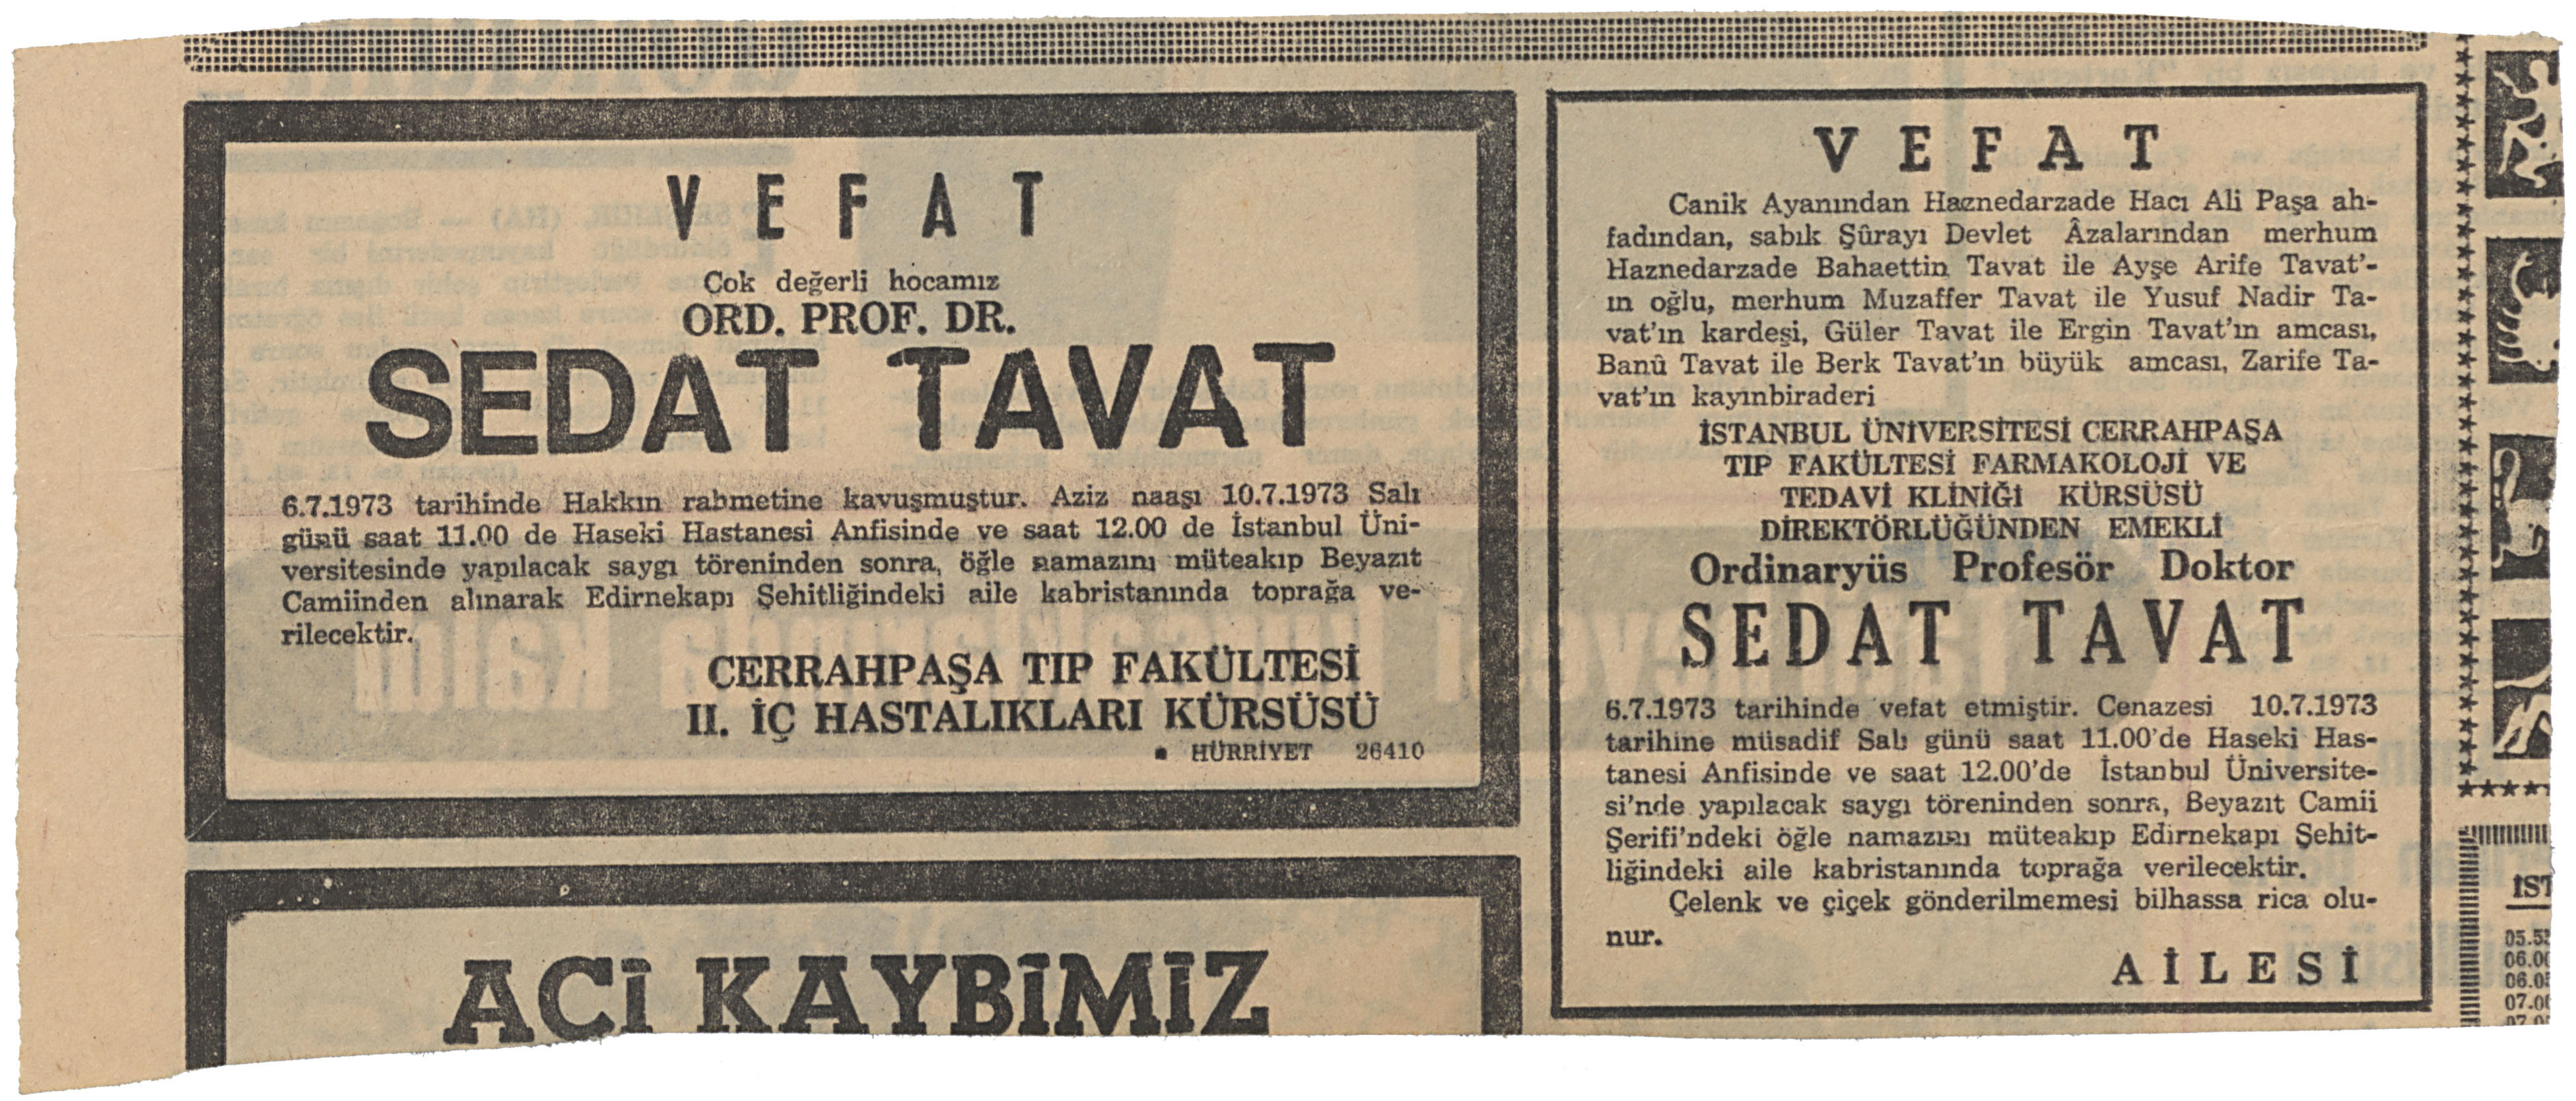 VEFAT
Çok değerli hocamız
ORD. PROF. DR.
SEDAT TAVAT
6.7.1973 tarihinde Hakkın rahmetine kavuşmuştur. Aziz naaşı 10.7.1973 Salı
günü saat 11.00 de Haseki Hastanesi Anfisinde ve saat 12.00 de İstanbul Üni-
versitesinde yapılacak saygı töreninden sonra, öğle namazını müteakıp Beyazıt
Camiinden alınarak Edirnekapı Şehitliğindeki aile kabristanında toprağa ve-
rilecektir.
CERRAHPAŞA TIP FAKÜLTESİ
II. İÇ HASTALIKLARI KÜRSÜSÜ
HÜRRİYET 26410
ACI KAYBIMIZ
VEFAT
Canik Ayanından Haznedarzade Hacı Ali Paşa ah-
fadından, sabık Şûrayı Devlet Âzalarından merhum
Haznedarzade Bahaettin Tavat ile Ayşe Arife Tavat'-
ın oğlu, merhum Muzaffer Tavat ile Yusuf Nadir Ta-
vat'ın kardeşi, Güler Tavat ile Ergin Tavat'ın amcası,
Banû Tavat ile Berk Tavat'ın büyük amcası, Zarife Ta-
vat'ın kayınbiraderi
İSTANBUL ÜNİVERSİTESİ CERRAHPAŞA
TIP FAKÜLTESİ FARMAKOLOJİ VE
TEDAVİ KLİNİĞİ KÜRSÜSÜ
DİREKTÖRLÜĞÜNDEN EMEKLİ
Ordinaryüs Profesör Doktor
SEDAT TAVAT
6.7.1973 tarihinde vefat etmiştir. Cenazesi 10.7.1973
tarihine müsadif Salı günü saat 11.00'de Haseki Has-
tanesi Anfisinde ve saat 12.00'de İstanbul Üniversite-
si'nde yapılacak saygı töreninden sonra, Beyazıt Camii
Şerifi'ndeki öğle namazını müteakıp Edirnekapı Şehit-
liğindeki aile kabristanında toprağa verilecektir.
Çelenk ve çiçek gönderilmemesi bilhassa rica olu-
nur.
AİLESİ
İST
05.5
06.0
06.0
07.0